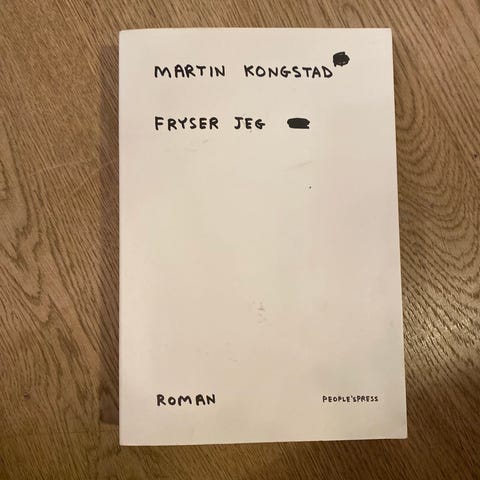 MARTIN KONGSTAD
FRYSER JEG
ROMAN
PEOPLE'SPRESS